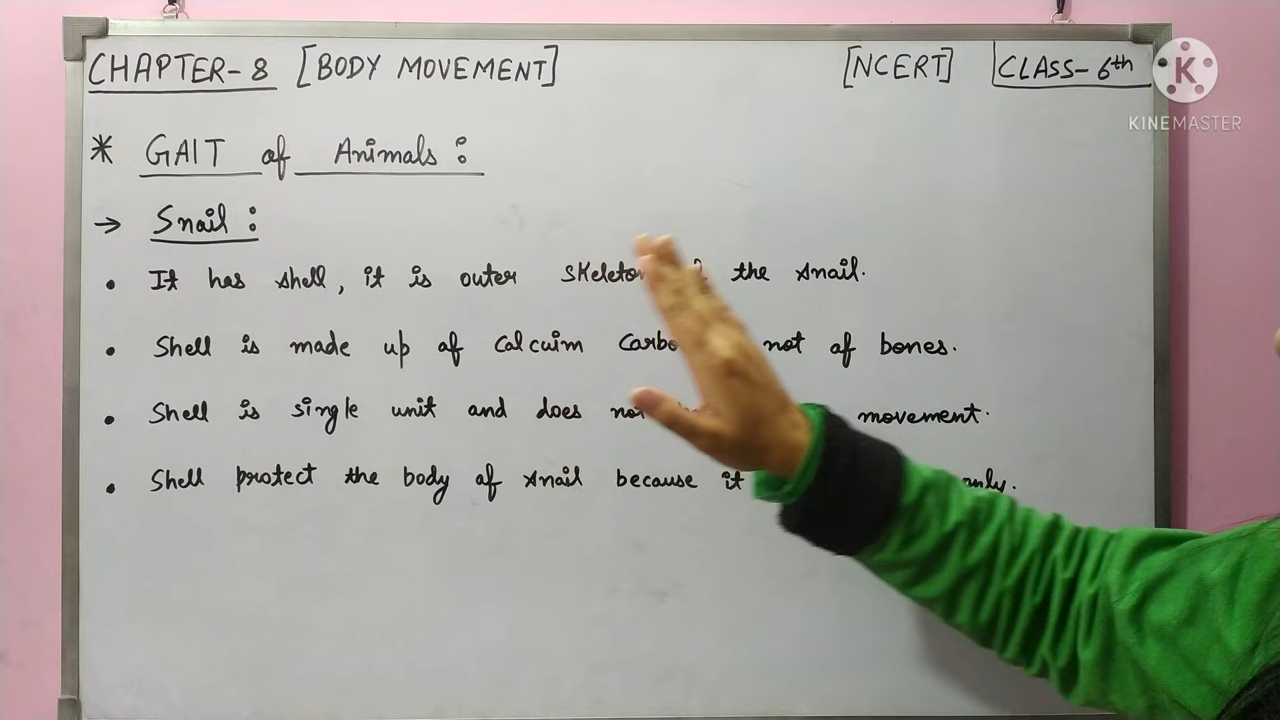 CHAPTER-8 [BODY MOVEMENT] [NCERT] CLASS-6th
K
KINEMASTER
* GAIT of Animals :
→ Snail :
• It has shell, it is outer skeleton the snail.
• Shell is made up of calcuim not of bones.
• Shell is single unit and does movement.
• Shell protect the body of snail because it